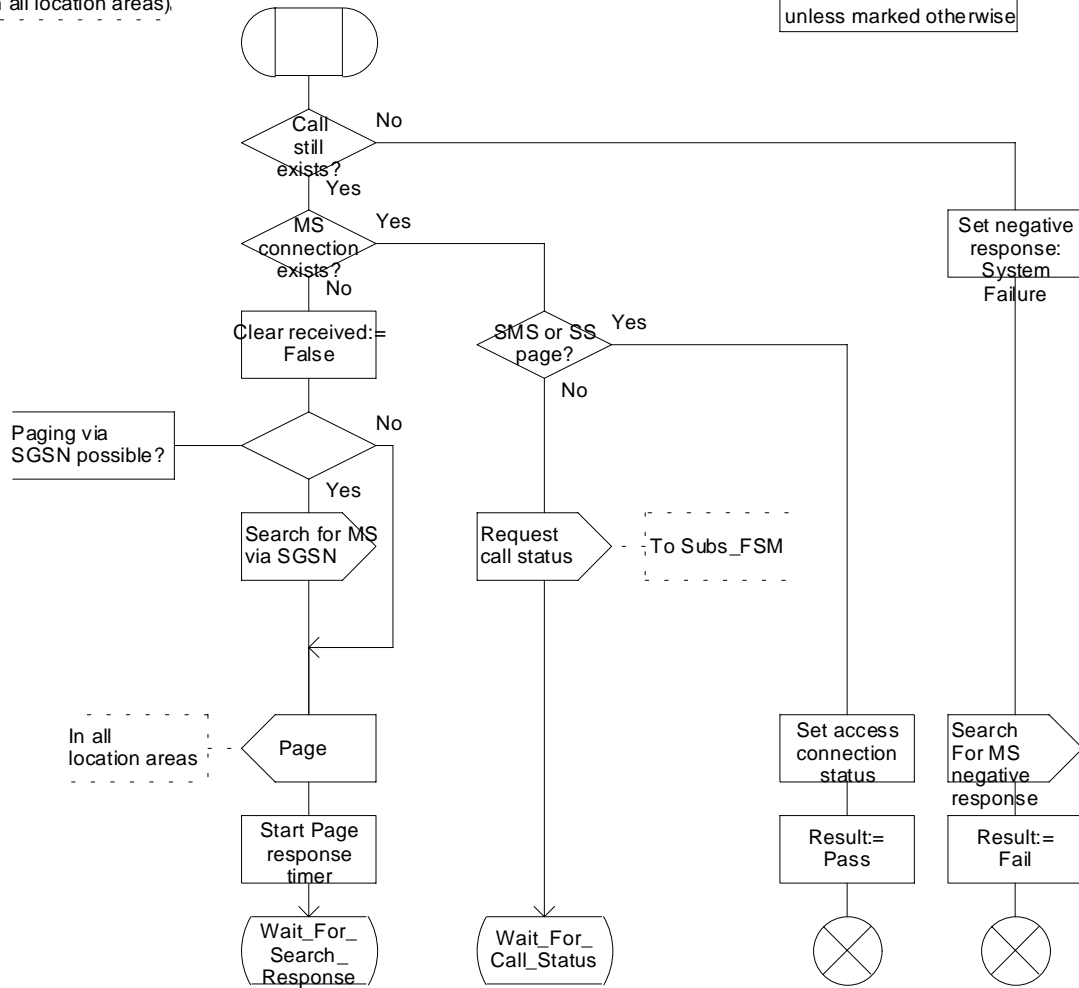 all location areas)
unless marked otherwise
Call
still
exists?
No
Yes
MS
connection
exists?
Yes
No
Set negative
response:
System
Failure
Clear received:=
False
SMS or SS
page?
Yes
No
Paging via
SGSN possible?
No
Yes
Search for MS
via SGSN
Request
call status
To Subs_FSM
In all
location areas
Page
Set access
connection
status
Search
For MS
negative
response
Start Page
response
timer
Result:=
Pass
Result:=
Fail
Wait_For_
Search_
Response
Wait_For_
Call_Status